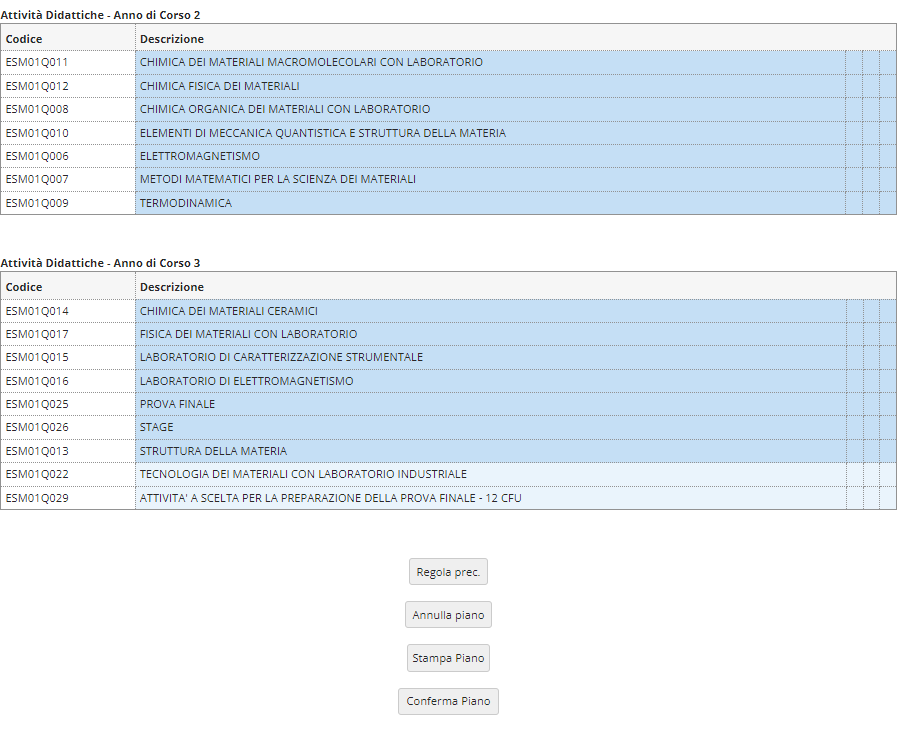 Attività Didattiche - Anno di Corso 2
Codice Descrizione
ESM01Q011 CHIMICA DEI MATERIALI MACROMOLECOLARI CON LABORATORIO
ESM01Q012 CHIMICA FISICA DEI MATERIALI
ESM01Q008 CHIMICA ORGANICA DEI MATERIALI CON LABORATORIO
ESM01Q010 ELEMENTI DI MECCANICA QUANTISTICA E STRUTTURA DELLA MATERIA
ESM01Q006 ELETTROMAGNETISMO
ESM01Q007 METODI MATEMATICI PER LA SCIENZA DEI MATERIALI
ESM01Q009 TERMODINAMICA
Attività Didattiche - Anno di Corso 3
Codice Descrizione
ESM01Q014 CHIMICA DEI MATERIALI CERAMICI
ESM01Q017 FISICA DEI MATERIALI CON LABORATORIO
ESM01Q015 LABORATORIO DI CARATTERIZZAZIONE STRUMENTALE
ESM01Q016 LABORATORIO DI ELETTROMAGNETISMO
ESM01Q025 PROVA FINALE
ESM01Q026 STAGE
ESM01Q013 STRUTTURA DELLA MATERIA
ESM01Q022 TECNOLOGIA DEI MATERIALI CON LABORATORIO INDUSTRIALE
ESM01Q029 ATTIVITA' A SCELTA PER LA PREPARAZIONE DELLA PROVA FINALE - 12 CFU
Regola prec.
Annulla piano
Stampa Piano
Conferma Piano